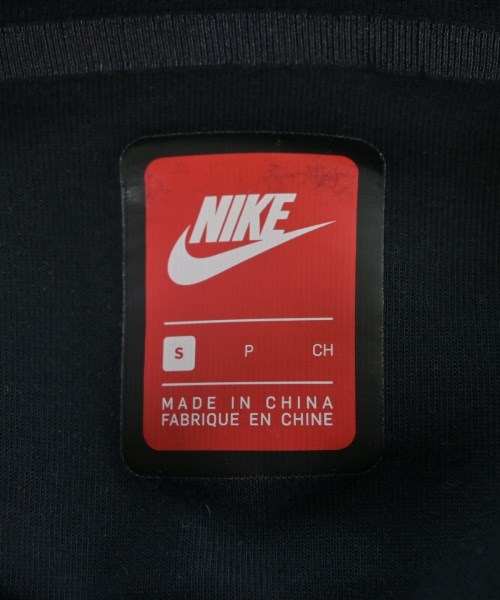 NIKE
S P CH
MADE IN CHINA
FABRIQUE EN CHINE